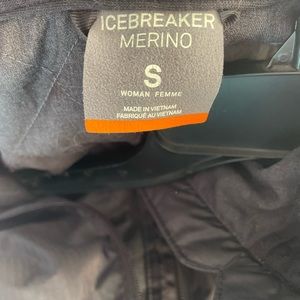 ICEBREAKER
MERINO
S
WOMAN FEMME
MADE IN VIETNAM
FABRIQUÉ AU VIETNAM